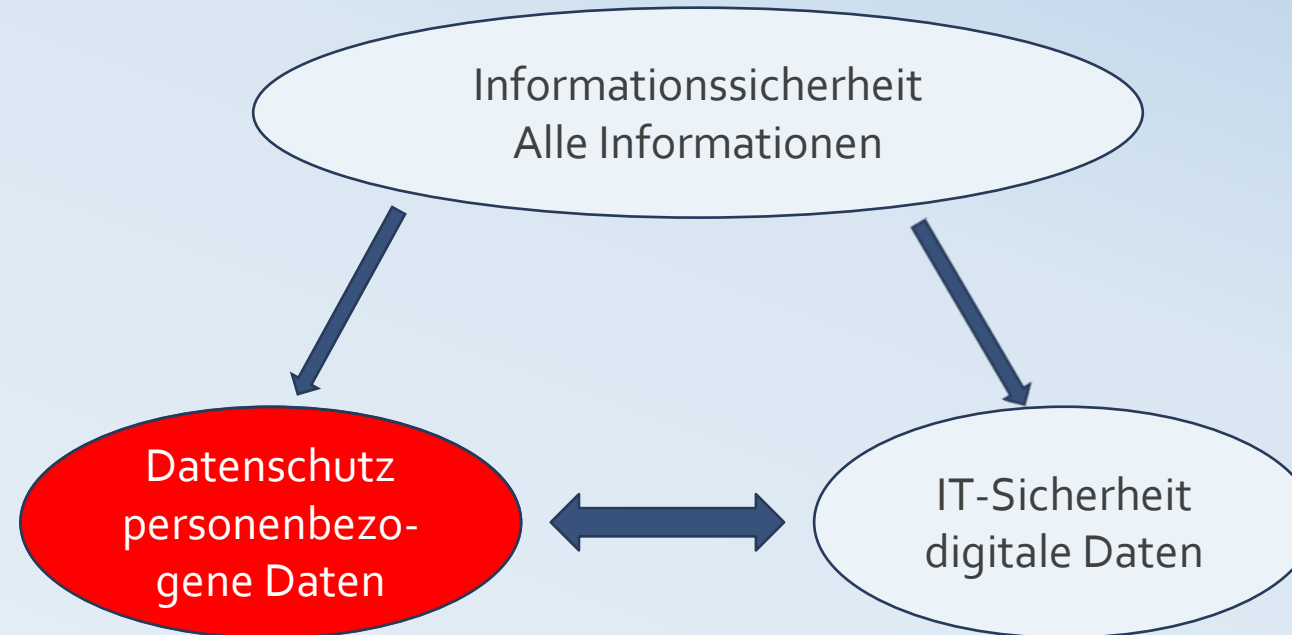 Informationssicherheit
Alle Informationen
Datenschutz
personenbezo-
gene Daten
IT-Sicherheit
digitale Daten